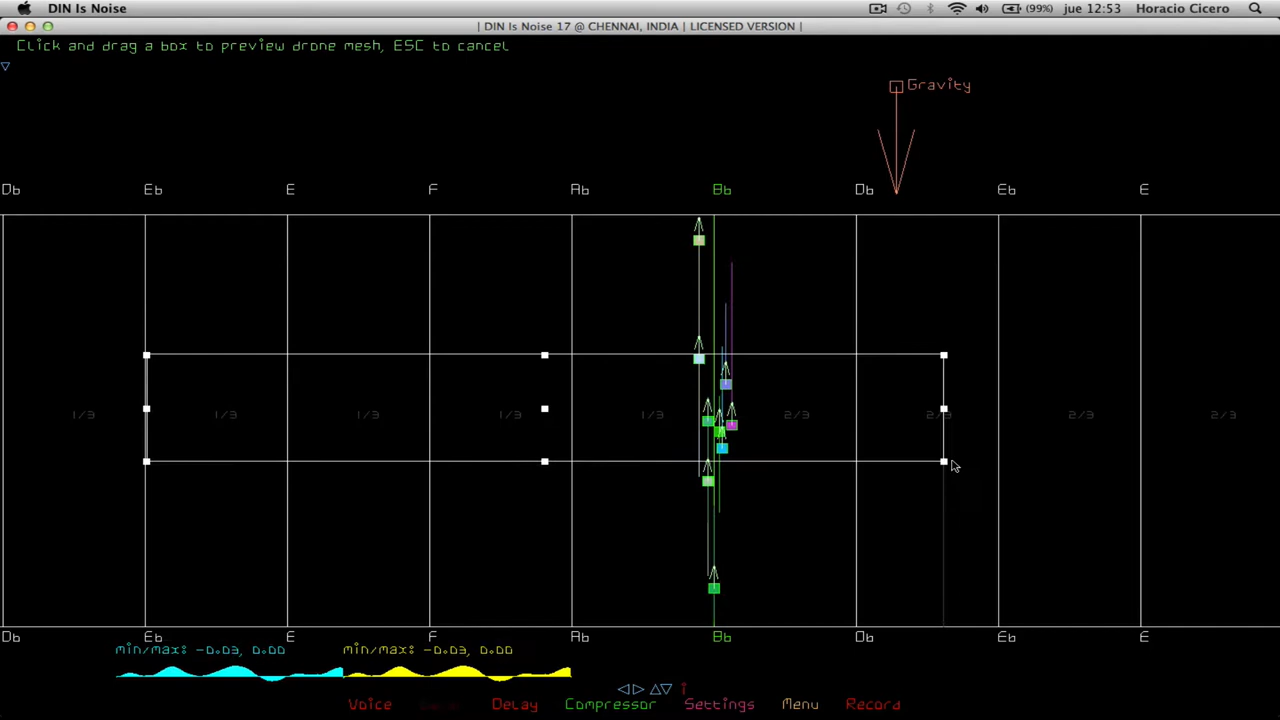 DIN Is Noise
(99%) jue 12:53 Horacio Cicero
| DIN Is Noise 17 @ CHENNAI, INDIA | LICENSED VERSION |
Click and drag a box to preview drone mesh, ESC to cancel
Gravity
Db Eb E F Ab Bb Db Eb E
1/3 1/3 1/3 1/3 1/3 2/3 2/3 2/3 2/3
Db Eb E F Ab Bb Db Eb E
min/max: -0.03, 0.00 min/max: -0.03, 0.00
i
Voice Delay Compressor Settings Menu Record